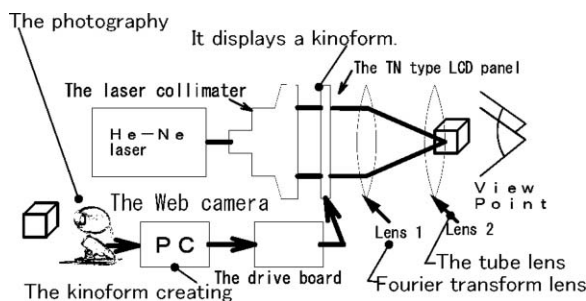 The photography
It displays a kinoform.
The TN type LCD panel
The laser collimater
He-Ne
laser
View
Point
The Web camera
PC
Lens 1
Lens 2
The drive board
The tube lens
The kinoform creating
Fourier transform lens